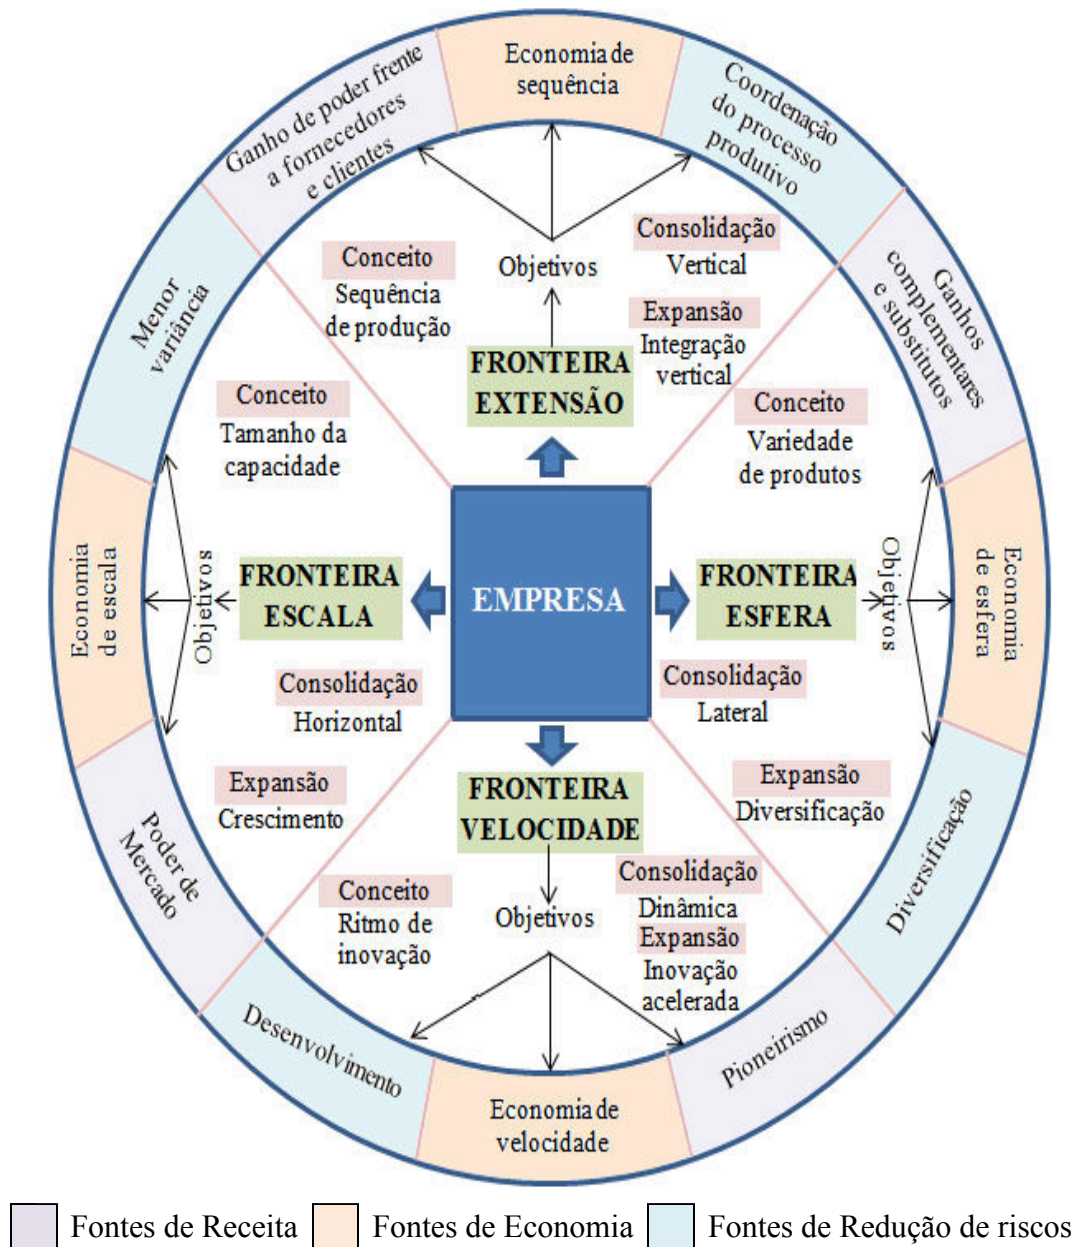 Economia de
sequência
Ganho de poder frente
a fornecedores
e clientes
Coordenação
do processo
produtivo
Conceito
Sequência
de produção
Objetivos
Consolidação
Vertical
Expansão
Integração
vertical
FRONTEIRA
EXTENSÃO
Menor
variância
Ganhos
complementares
e substitutos
Conceito
Tamanho da
capacidade
Conceito
Variedade
de produtos
Economia
de escala
Objetivos
FRONTEIRA
ESCALA
EMPRESA
FRONTEIRA
ESFERA
Objetivos
Economia
de esfera
Consolidação
Horizontal
Consolidação
Lateral
Expansão
Crescimento
Expansão
Diversificação
FRONTEIRA
VELOCIDADE
Poder de
Mercado
Diversificação
Conceito
Ritmo de
inovação
Objetivos
Consolidação
Dinâmica
Expansão
Inovação
acelerada
Desenvolvimento
Economia de
velocidade
Pioneirismo
Fontes de Receita
Fontes de Economia
Fontes de Redução de riscos